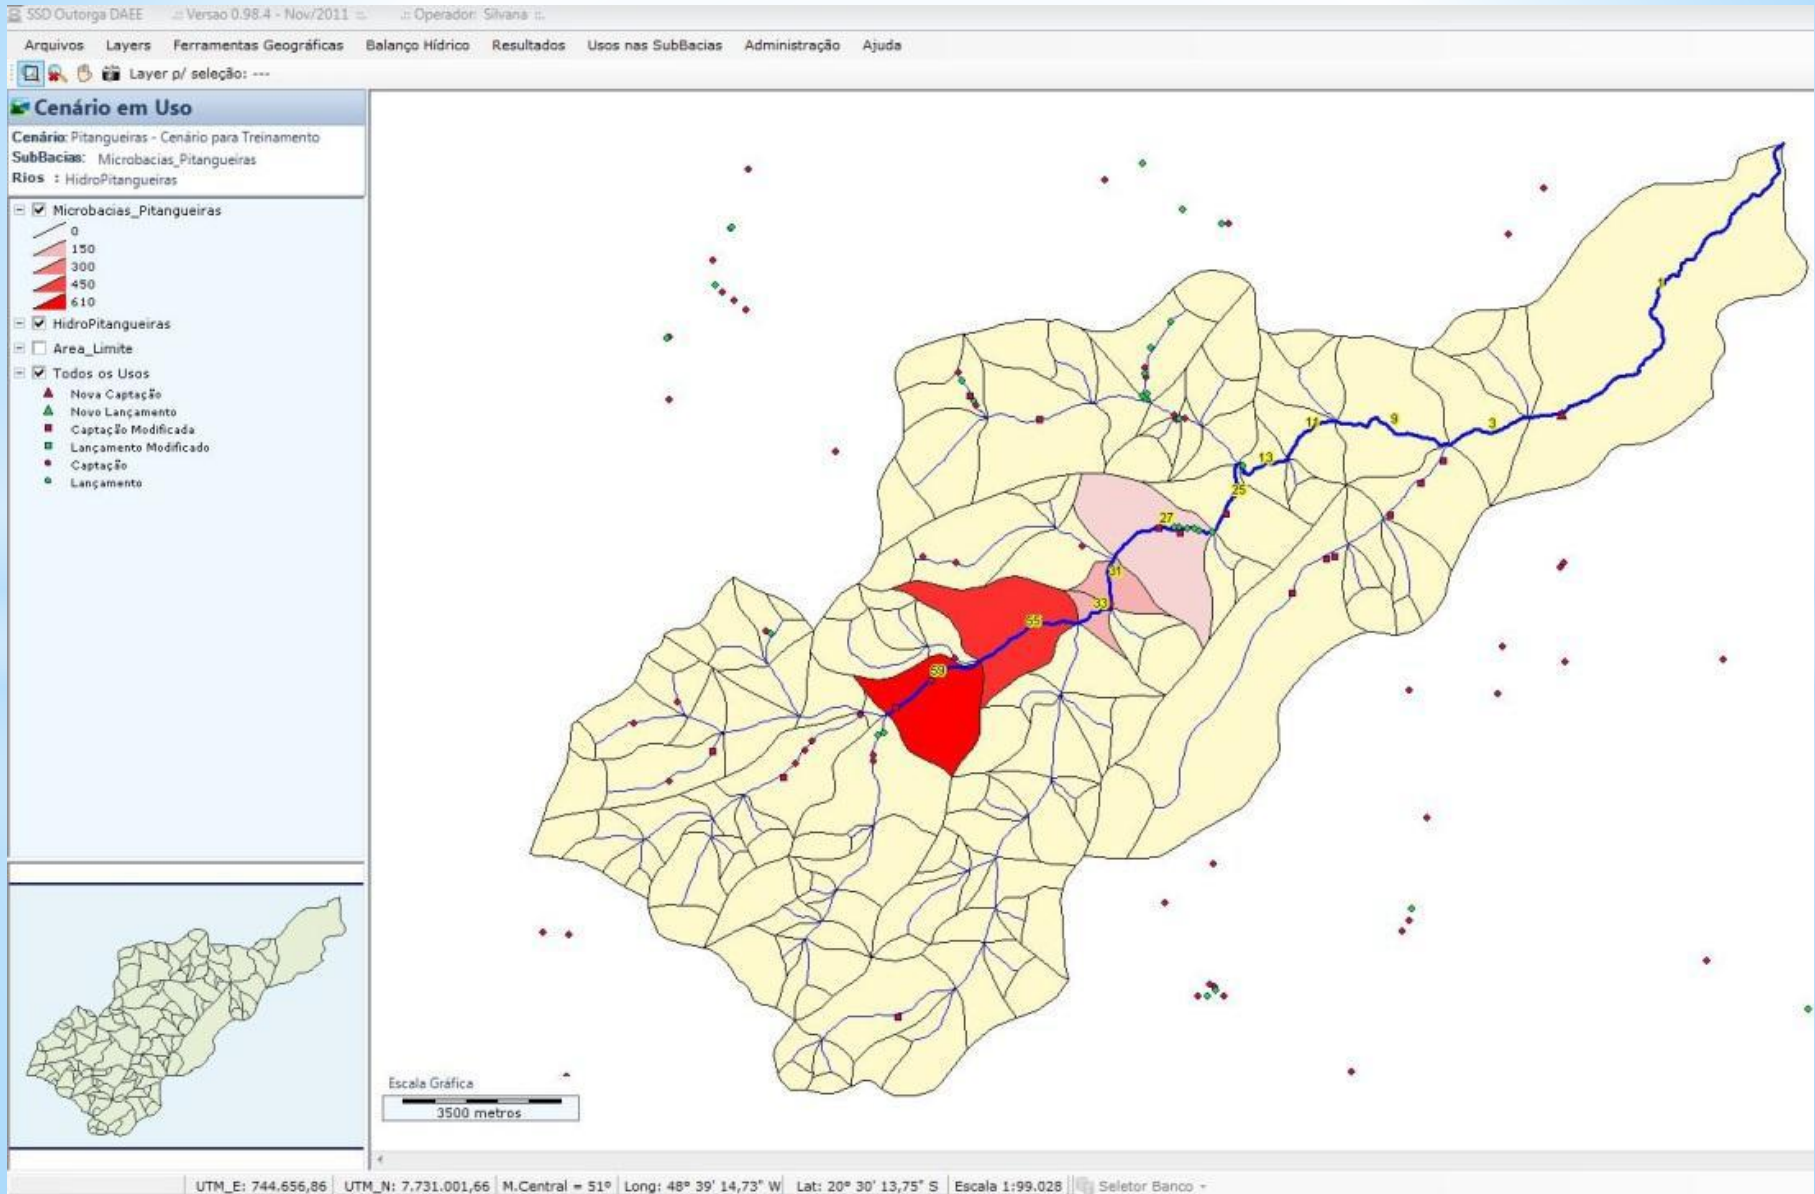 SSD Outorga DAEE .:: Versao 0.98.4 - Nov/2011 ::. .:: Operador: Silvana ::.
Arquivos Layers Ferramentas Geográficas Balanço Hídrico Resultados Usos nas SubBacias Administração Ajuda
Layer p/ seleção: ---
Cenário em Uso
Cenário: Pitangueiras - Cenário para Treinamento
SubBacias: Microbacias_Pitangueiras
Rios : HidroPitangueiras
Microbacias_Pitangueiras
0
150
300
450
610
HidroPitangueiras
Area_Limite
Todos os Usos
Nova Captação
Novo Lançamento
Captação Modificada
Lançamento Modificado
Captação
Lançamento
1
3
9
11
13
25
27
31
33
55
59
Escala Gráfica
3500 metros
UTM_E: 744.656,86 UTM_N: 7.731.001,66 M.Central = 51º Long: 48° 39' 14,73" W Lat: 20° 30' 13,75" S Escala 1:99.028 Seletor Banco